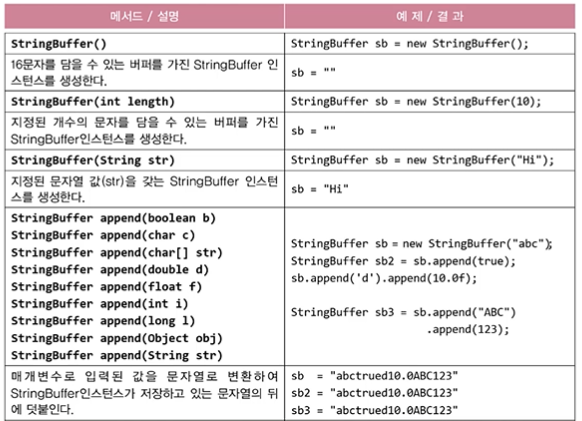 메서드 / 설명
예 제 / 결 과
StringBuffer()
StringBuffer sb = new StringBuffer();
16문자를 담을 수 있는 버퍼를 가진 StringBuffer 인
스턴스를 생성한다.
sb = ""
StringBuffer(int length)
StringBuffer sb = new StringBuffer(10);
지정된 개수의 문자를 담을 수 있는 버퍼를 가진
StringBuffer인스턴스를 생성한다.
sb = ""
StringBuffer(String str)
StringBuffer sb = new StringBuffer("Hi");
지정된 문자열 값(str)을 갖는 StringBuffer 인스턴
스를 생성한다.
sb = "Hi"
StringBuffer append(boolean b)
StringBuffer append(char c)
StringBuffer append(char[] str)
StringBuffer append(double d)
StringBuffer append(float f)
StringBuffer append(int i)
StringBuffer append(long l)
StringBuffer append(Object obj)
StringBuffer append(String str)
StringBuffer sb = new StringBuffer("abc");
StringBuffer sb2 = sb.append(true);
sb.append('d').append(10.0f);
StringBuffer sb3 = sb.append("ABC")
.append(123);
매개변수로 입력된 값을 문자열로 변환하여
StringBuffer인스턴스가 저장하고 있는 문자열의 뒤
에 덧붙인다.
sb = "abctrued10.0ABC123"
sb2 = "abctrued10.0ABC123"
sb3 = "abctrued10.0ABC123"